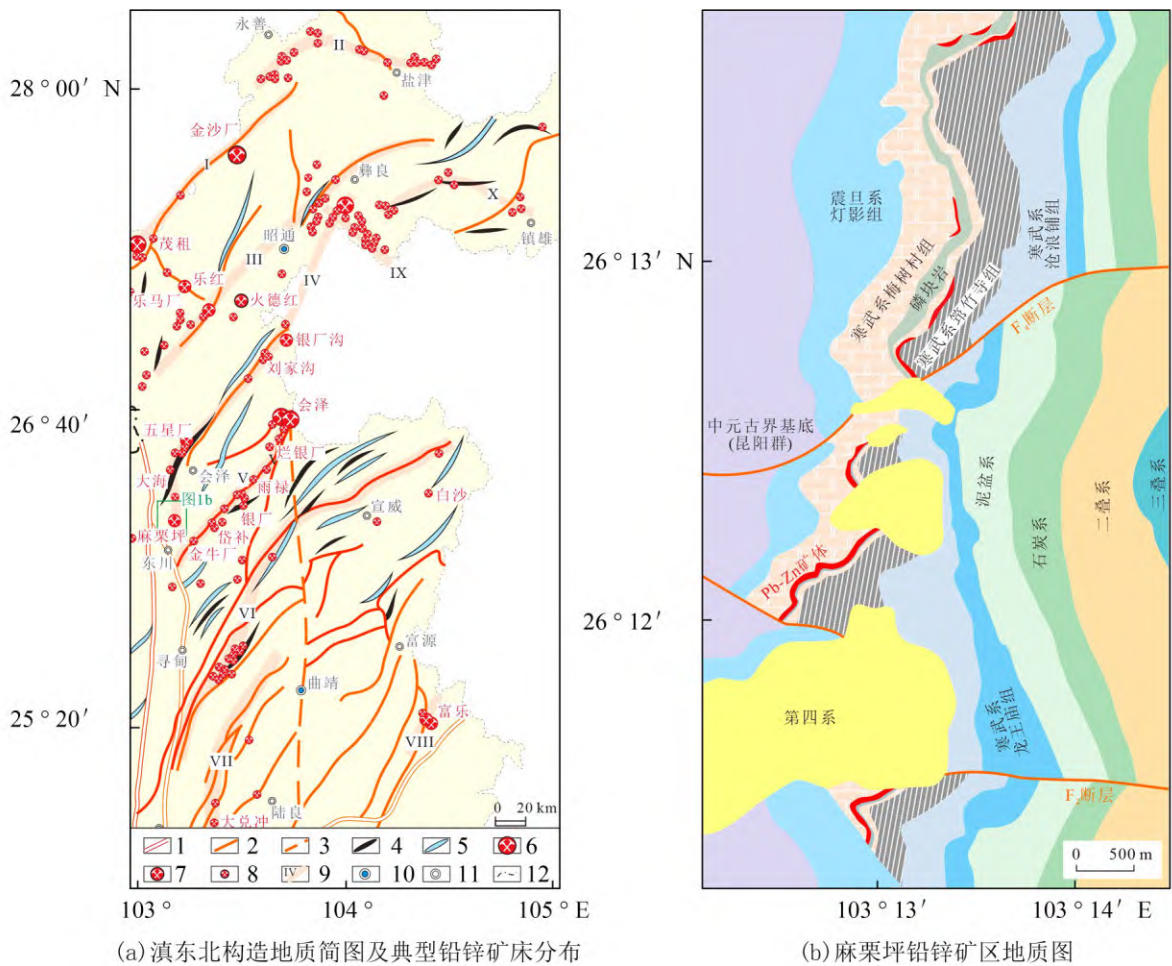 永善
II
盐津
28°00′ N
金沙厂
I
彝良
X
镇雄
昭通
茂租
III
IV
IX
乐红
乐马厂
火德红
银厂沟
刘家沟
会泽
26°40′
五星厂
烂银厂
大海
会泽
V
雨禄
白沙
图1b
银厂
宣威
麻栗坪
岱补
东川
金牛厂
VI
富源
寻甸
曲靖
25°20′
富乐
VIII
VII
陆良
0 20 km
大兑冲
1 2 3 4 5 6
7 8 IV 9 10 11 12
103° 104° 105° E
(a)滇东北构造地质简图及典型铅锌矿床分布
震旦系
灯影组
寒武系梅树村组
磷块岩
寒武系筇竹寺组
寒武系
沧浪铺组
26°13′ N
F4断层
中元古界基底
(昆阳群)
泥盆系
石炭系
二叠系
三叠系
Pb-Zn矿体
26°12′
第四系
寒武系
龙王庙组
断层
0 500 m
103°13′ 103°14′ E
(b)麻栗坪铅锌矿区地质图